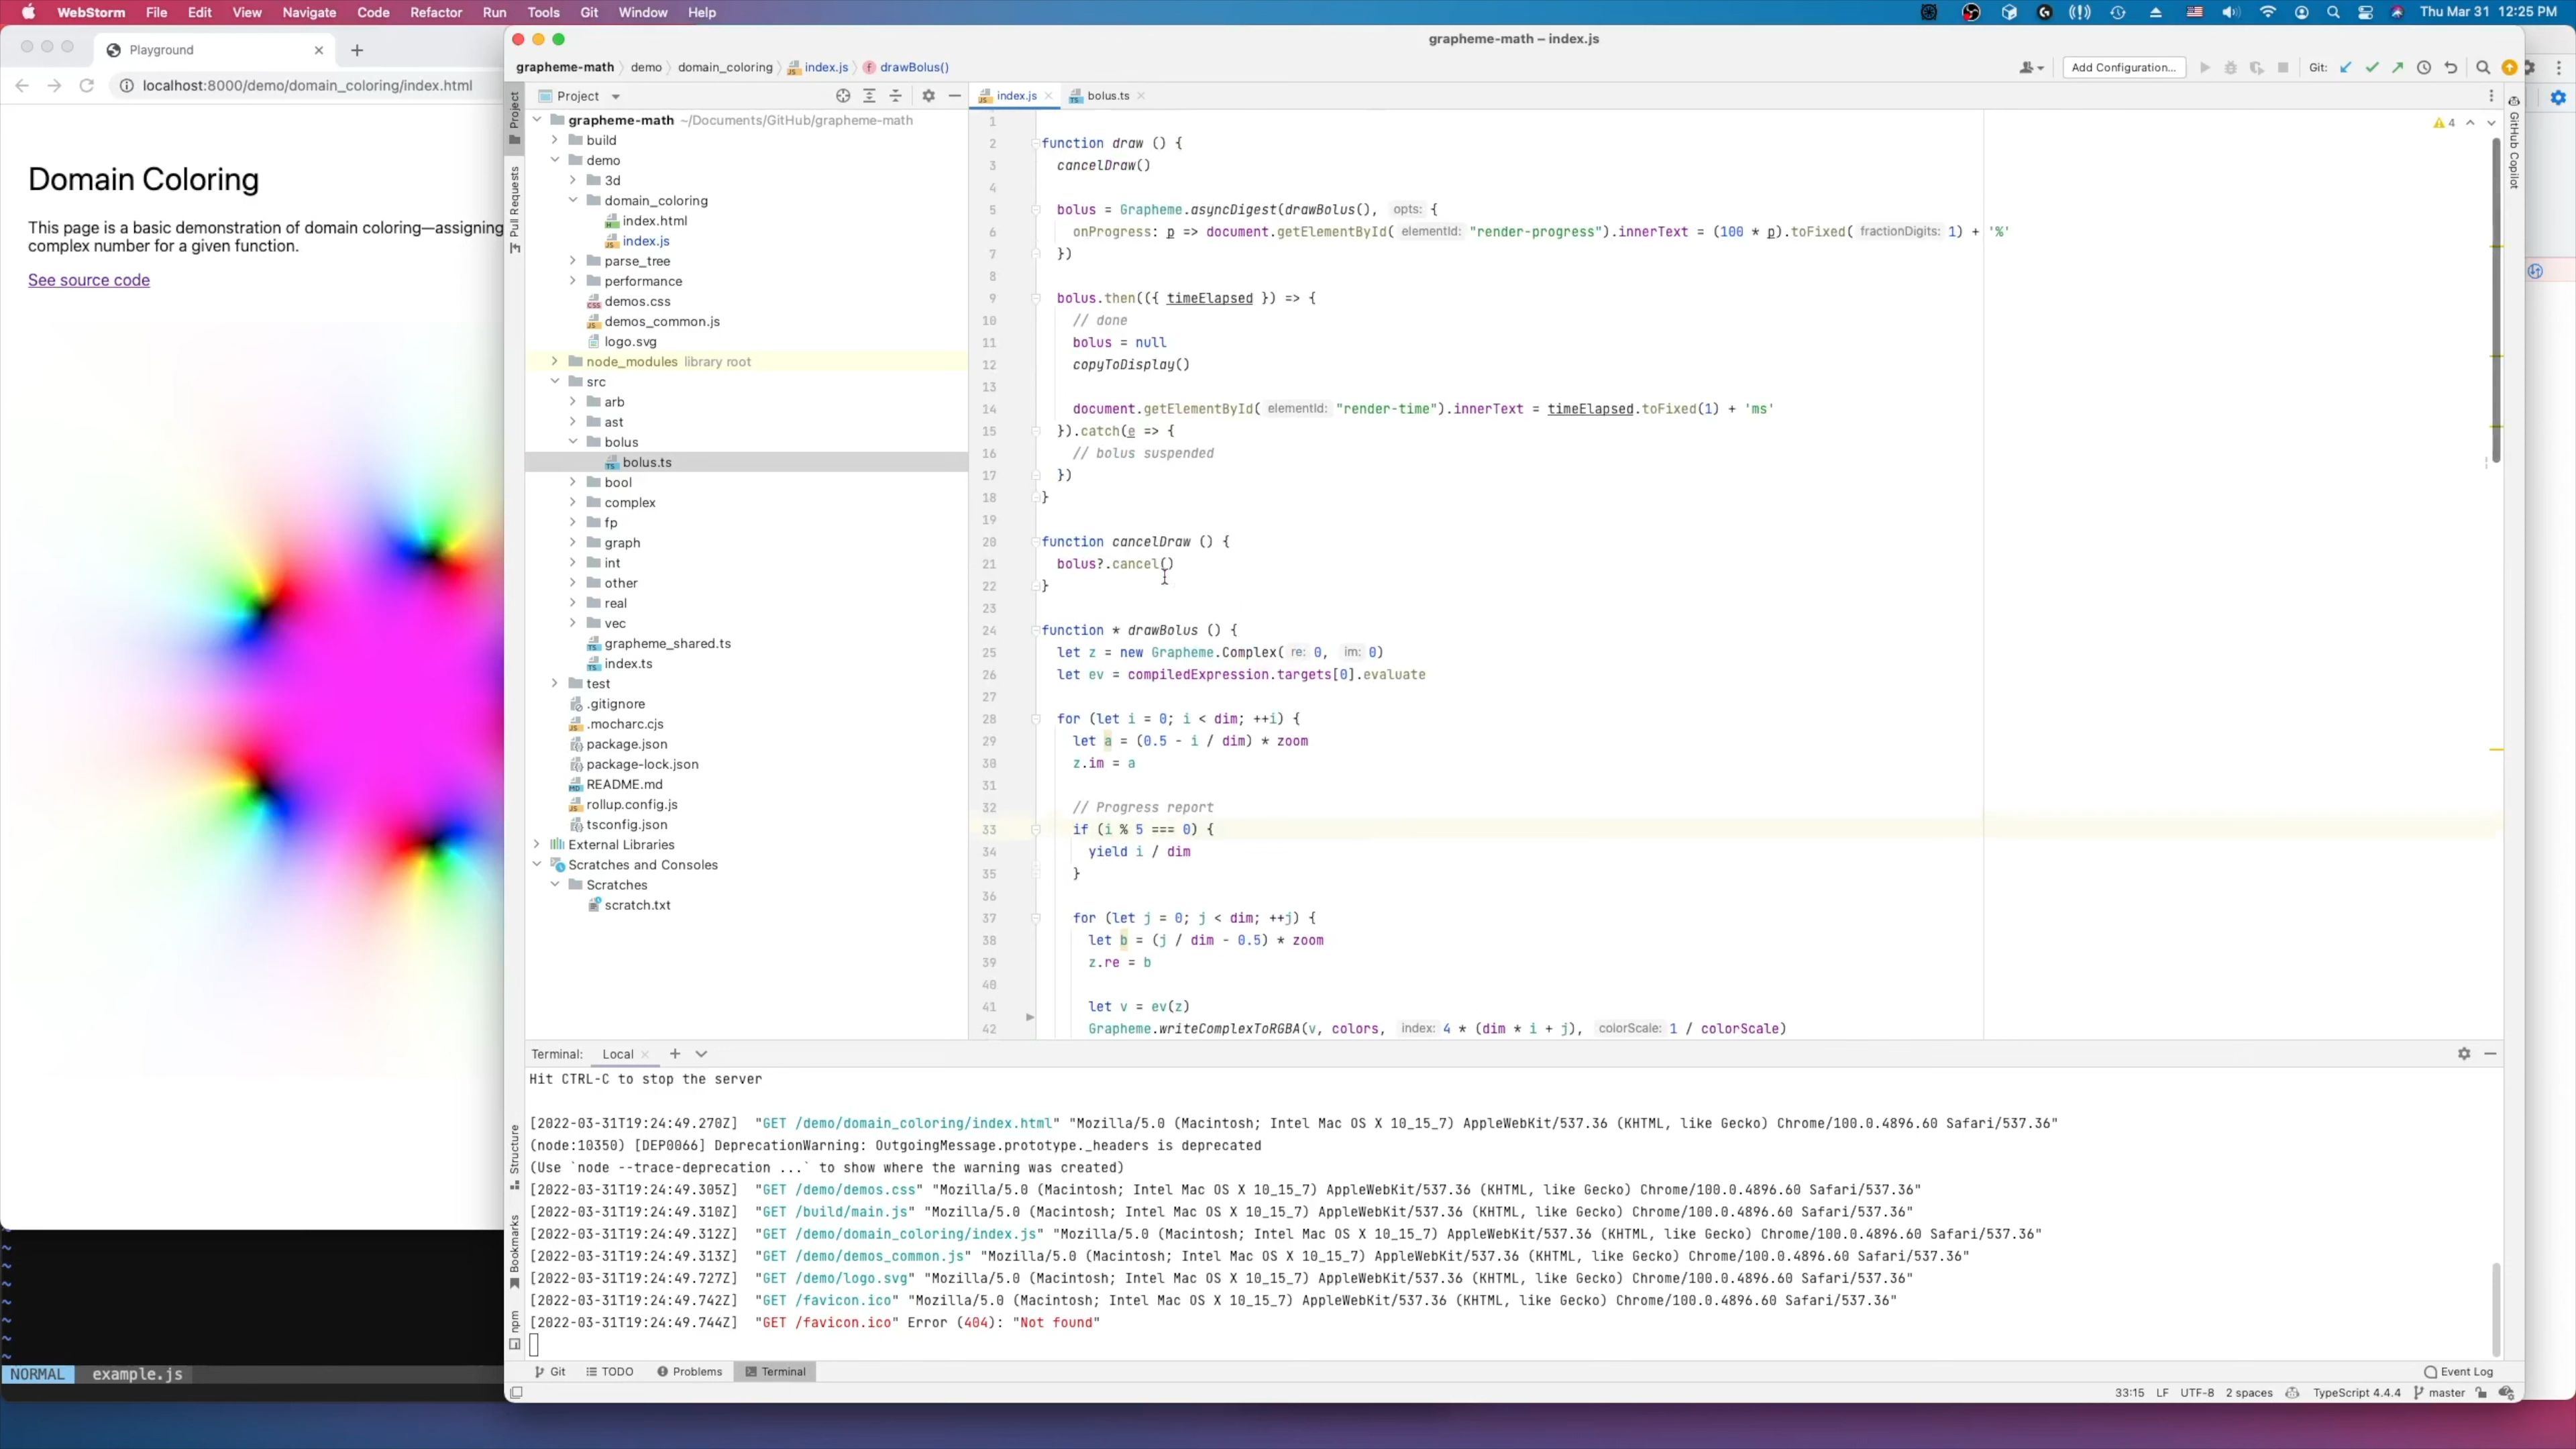 WebStorm File Edit View Navigate Code Refactor Run Tools Git Window Help
Thu Mar 31 12:25 PM
Playground
localhost:8000/demo/domain_coloring/index.html
Domain Coloring
This page is a basic demonstration of domain coloring—assigning
complex number for a given function.
See source code
NORMAL example.js
grapheme-math – index.js
grapheme-math demo domain_coloring index.js drawBolus()
Add Configuration...
Git:
Project
Pull Requests
Structure
Bookmarks
npm
GitHub Copilot
Project
grapheme-math ~/Documents/GitHub/grapheme-math
build
demo
3d
domain_coloring
index.html
index.js
parse_tree
performance
demos.css
demos_common.js
logo.svg
node_modules library root
src
arb
ast
bolus
bolus.ts
bool
complex
fp
graph
int
other
real
vec
grapheme_shared.ts
index.ts
test
.gitignore
.mocharc.cjs
package.json
package-lock.json
README.md
rollup.config.js
tsconfig.json
External Libraries
Scratches and Consoles
Scratches
scratch.txt
index.js bolus.ts
4
1
2 function draw () {
3 cancelDraw()
4
5 bolus = Grapheme.asyncDigest(drawBolus(), opts: {
6 onProgress: p => document.getElementById( elementId: "render-progress").innerText = (100 * p).toFixed( fractionDigits: 1) + '%'
7 })
8
9 bolus.then(({ timeElapsed }) => {
10 // done
11 bolus = null
12 copyToDisplay()
13
14 document.getElementById( elementId: "render-time").innerText = timeElapsed.toFixed(1) + 'ms'
15 }).catch(e => {
16 // bolus suspended
17 })
18 }
19
20 function cancelDraw () {
21 bolus?.cancel()
22 }
23
24 function * drawBolus () {
25 let z = new Grapheme.Complex( re: 0, im: 0)
26 let ev = compiledExpression.targets[0].evaluate
27
28 for (let i = 0; i < dim; ++i) {
29 let a = (0.5 - i / dim) * zoom
30 z.im = a
31
32 // Progress report
33 if (i % 5 === 0) {
34 yield i / dim
35 }
36
37 for (let j = 0; j < dim; ++j) {
38 let b = (j / dim - 0.5) * zoom
39 z.re = b
40
41 let v = ev(z)
42 Grapheme.writeComplexToRGBA(v, colors, index: 4 * (dim * i + j), colorScale: 1 / colorScale)
Terminal: Local
Hit CTRL-C to stop the server
[2022-03-31T19:24:49.270Z] "GET /demo/domain_coloring/index.html" "Mozilla/5.0 (Macintosh; Intel Mac OS X 10_15_7) AppleWebKit/537.36 (KHTML, like Gecko) Chrome/100.0.4896.60 Safari/537.36"
(node:10350) [DEP0066] DeprecationWarning: OutgoingMessage.prototype._headers is deprecated
(Use `node --trace-deprecation ...` to show where the warning was created)
[2022-03-31T19:24:49.305Z] "GET /demo/demos.css" "Mozilla/5.0 (Macintosh; Intel Mac OS X 10_15_7) AppleWebKit/537.36 (KHTML, like Gecko) Chrome/100.0.4896.60 Safari/537.36"
[2022-03-31T19:24:49.310Z] "GET /build/main.js" "Mozilla/5.0 (Macintosh; Intel Mac OS X 10_15_7) AppleWebKit/537.36 (KHTML, like Gecko) Chrome/100.0.4896.60 Safari/537.36"
[2022-03-31T19:24:49.312Z] "GET /demo/domain_coloring/index.js" "Mozilla/5.0 (Macintosh; Intel Mac OS X 10_15_7) AppleWebKit/537.36 (KHTML, like Gecko) Chrome/100.0.4896.60 Safari/537.36"
[2022-03-31T19:24:49.313Z] "GET /demo/demos_common.js" "Mozilla/5.0 (Macintosh; Intel Mac OS X 10_15_7) AppleWebKit/537.36 (KHTML, like Gecko) Chrome/100.0.4896.60 Safari/537.36"
[2022-03-31T19:24:49.727Z] "GET /demo/logo.svg" "Mozilla/5.0 (Macintosh; Intel Mac OS X 10_15_7) AppleWebKit/537.36 (KHTML, like Gecko) Chrome/100.0.4896.60 Safari/537.36"
[2022-03-31T19:24:49.742Z] "GET /favicon.ico" "Mozilla/5.0 (Macintosh; Intel Mac OS X 10_15_7) AppleWebKit/537.36 (KHTML, like Gecko) Chrome/100.0.4896.60 Safari/537.36"
[2022-03-31T19:24:49.744Z] "GET /favicon.ico" Error (404): "Not found"
Git TODO Problems Terminal Event Log
33:15 LF UTF-8 2 spaces TypeScript 4.4.4 master